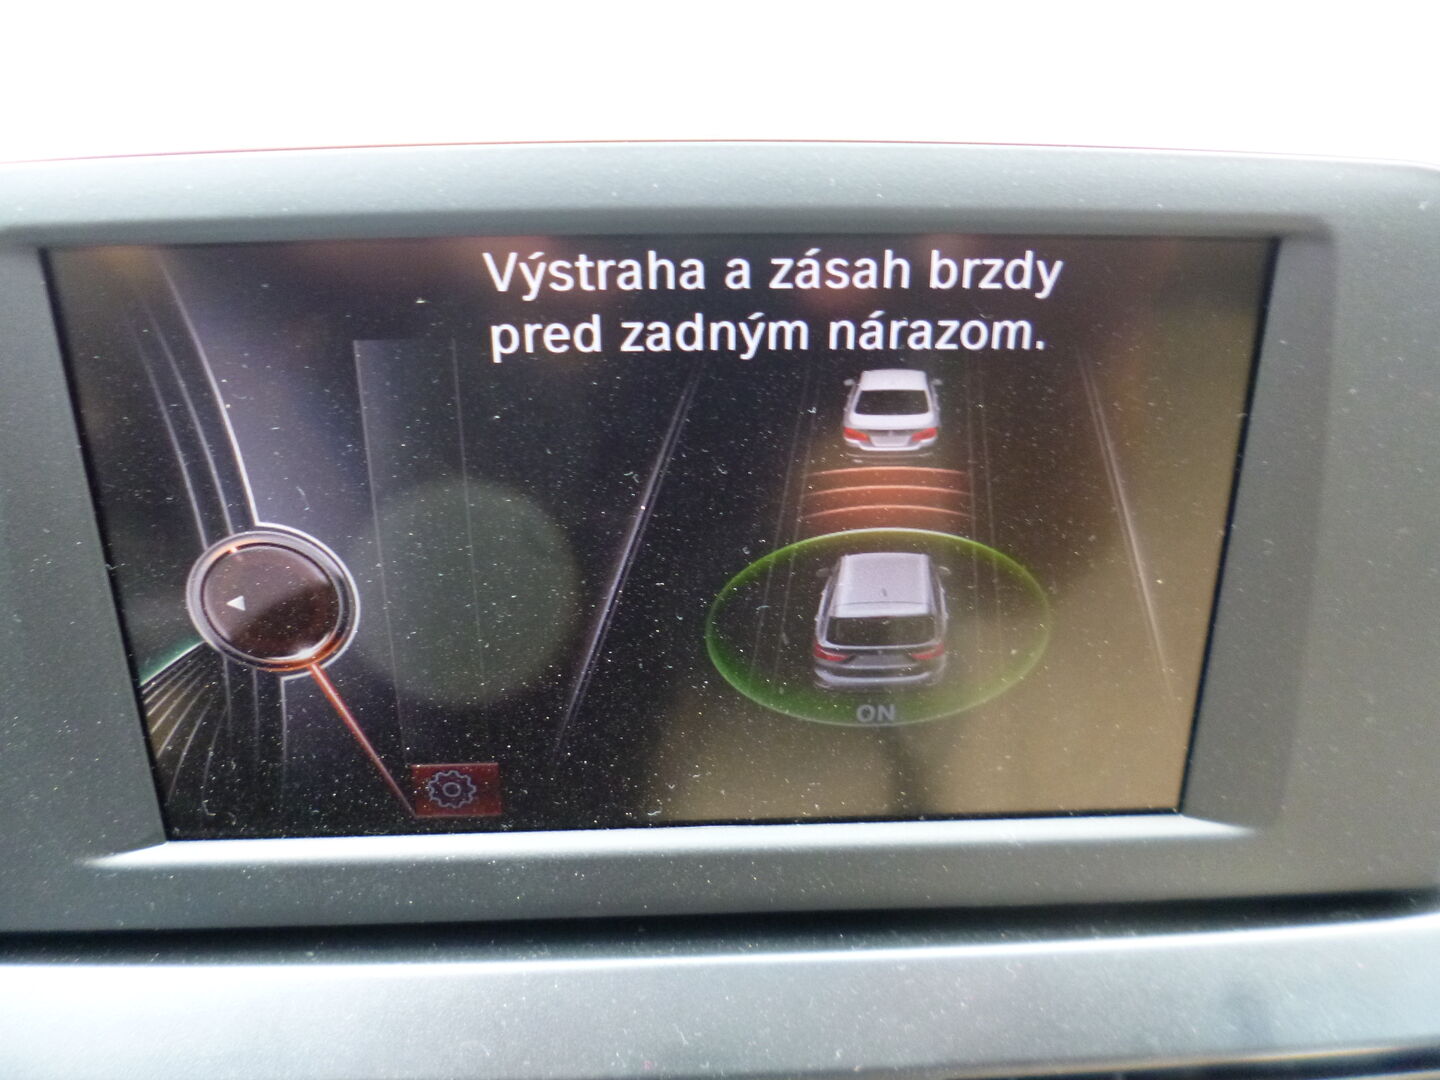 Výstraha a zásah brzdy
pred zadným nárazom.
ON